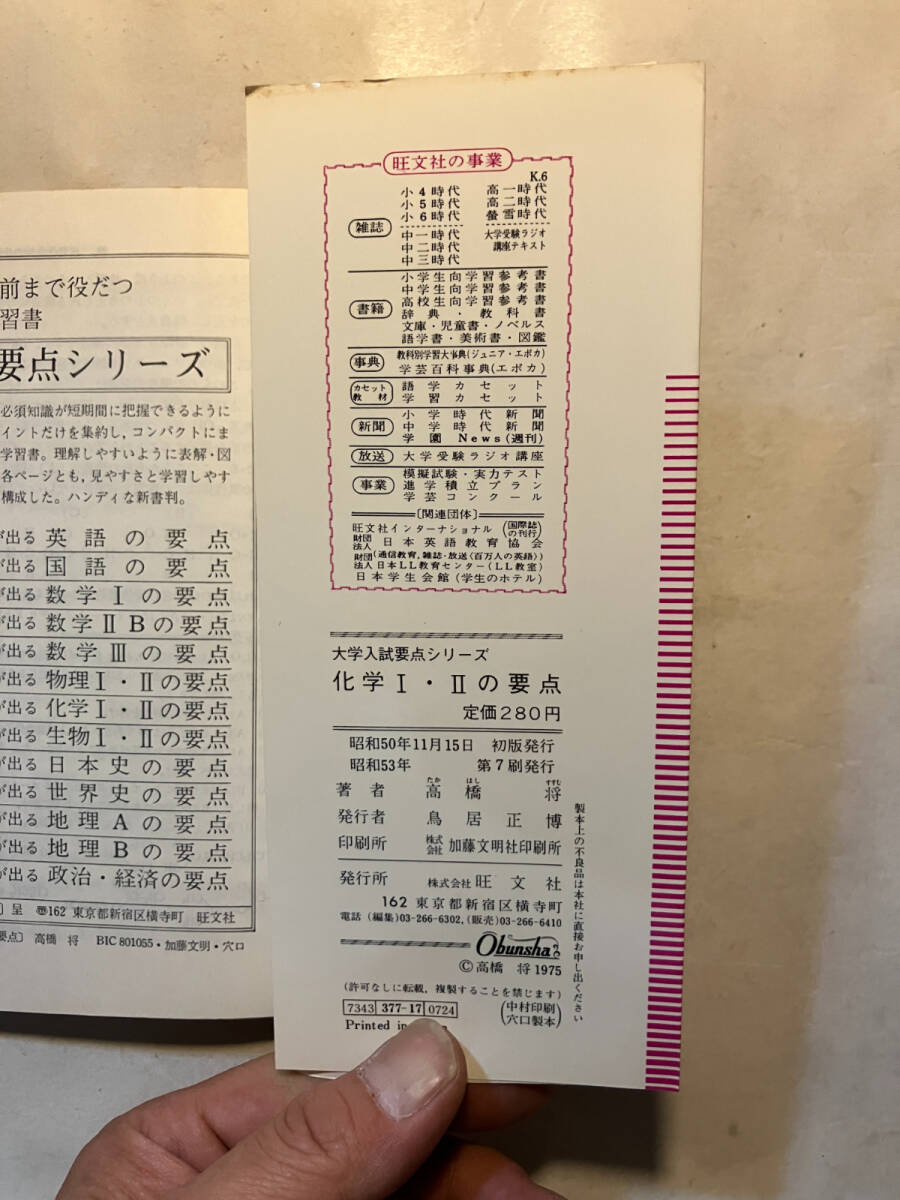 前まで役だつ
習書
要点シリーズ
必須知識が短期間に把握できるように
イントだけを集約し，コンパクトにま
学習書。理解しやすいように表解・図
各ページとも，見やすさと学習しやす
構成した。ハンディな新書判。
が出る 英語の要点
が出る 国語の要点
が出る 数学Ⅰの要点
が出る 数学ⅡBの要点
が出る 数学Ⅲの要点
が出る 物理Ⅰ・Ⅱの要点
が出る 化学Ⅰ・Ⅱの要点
が出る 生物Ⅰ・Ⅱの要点
が出る 日本史の要点
が出る 世界史の要点
が出る 地理Aの要点
が出る 地理Bの要点
が出る 政治・経済の要点
呈 〠162 東京都新宿区横寺町 旺文社
要点〕 高橋 将 BIC 801055・加藤文明・穴口
旺文社の事業
K.6
雑誌
小4時代
小5時代
小6時代
中一時代
中二時代
中三時代
高一時代
高二時代
螢雪時代
大学受験ラジオ
講座テキスト
書籍
小学生向学習参考書
中学生向学習参考書
高校生向学習参考書
辞典・教科書
文庫・児童書・ノベルス
語学書・美術書・図鑑
事典
教科別学習大事典(ジュニア・エポカ)
学芸百科事典(エポカ)
カセット
教材
語学カセット
学習カセット
新聞
小学時代新聞
中学時代新聞
学園 News(週刊)
放送 大学受験ラジオ講座
事業
模擬試験・実力テスト
進学積立プラン
学芸コンクール
〔関連団体〕
旺文社インターナショナル (国際誌の刊行)
財団法人 日本英語教育協会
(通信教育，雑誌・放送〈百万人の英語〉)
財団法人 日本LL教育センター(LL教室)
日本学生会館(学生のホテル)
大学入試要点シリーズ
化学Ⅰ・Ⅱの要点
定価280円
昭和50年11月15日 初版発行
昭和53年 第7刷発行
たか はし すすむ
著者 高橋 将
発行者 鳥居正博
印刷所 株式会社 加藤文明社印刷所
発行所 株式会社 旺文社
162 東京都新宿区横寺町
電話 (編集)03-266-6302, (販売)03-266-6410
Obunsha
©高橋 将 1975
(許可なしに転載，複製することを禁じます)
7343 377-17 0724
(中村印刷
穴口製本)
Printed in
製本上の不良品は本社に直接お申し出ください